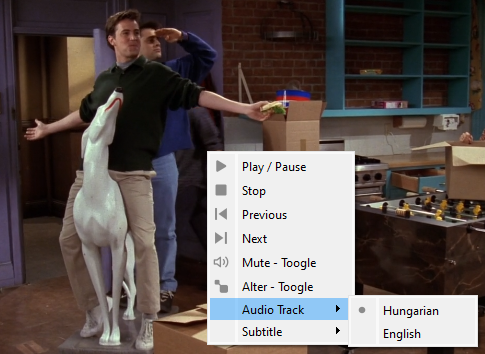 Play / Pause
Stop
Previous
Next
Mute - Toogle
Alter - Toogle
Audio Track
Hungarian
English
Subtitle